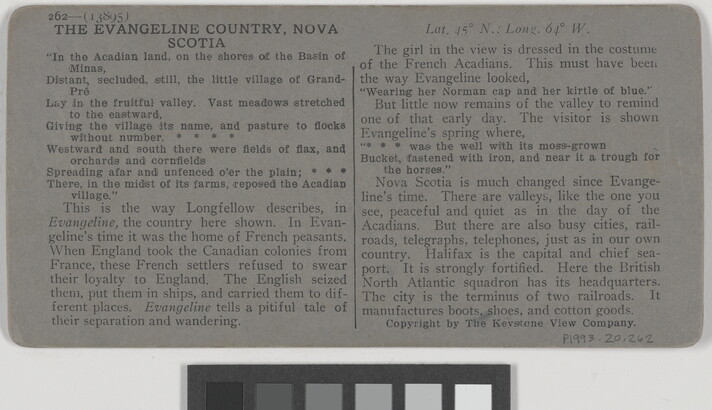 262—(13895)
THE EVANGELINE COUNTRY, NOVA
SCOTIA
"In the Acadian land, on the shores of the Basin of
Minas,
Distant, secluded, still, the little village of Grand-
Pré
Lay in the fruitful valley. Vast meadows stretched
to the eastward,
Giving the village its name, and pasture to flocks
without number. * * * *
Westward and south there were fields of flax, and
orchards and cornfields
Spreading afar and unfenced o'er the plain; * * *
There, in the midst of its farms, reposed the Acadian
village."
This is the way Longfellow describes, in
Evangeline, the country here shown. In Evan-
geline's time it was the home of French peasants.
When England took the Canadian colonies from
France, these French settlers refused to swear
their loyalty to England. The English seized
them, put them in ships, and carried them to dif-
ferent places. Evangeline tells a pitiful tale of
their separation and wandering.
Lat. 45° N.; Long. 64° W.
The girl in the view is dressed in the costume
of the French Acadians. This must have been
the way Evangeline looked,
"Wearing her Norman cap and her kirtle of blue."
But little now remains of the valley to remind
one of that early day. The visitor is shown
Evangeline's spring where,
"* * * was the well with its moss-grown
Bucket, fastened with iron, and near it a trough for
the horses."
Nova Scotia is much changed since Evange-
line's time. There are valleys, like the one you
see, peaceful and quiet as in the day of the
Acadians. But there are also busy cities, rail-
roads, telegraphs, telephones, just as in our own
country. Halifax is the capital and chief sea-
port. It is strongly fortified. Here the British
North Atlantic squadron has its headquarters.
The city is the terminus of two railroads. It
manufactures boots, shoes, and cotton goods.
Copyright by The Keystone View Company.
P1993.20.262